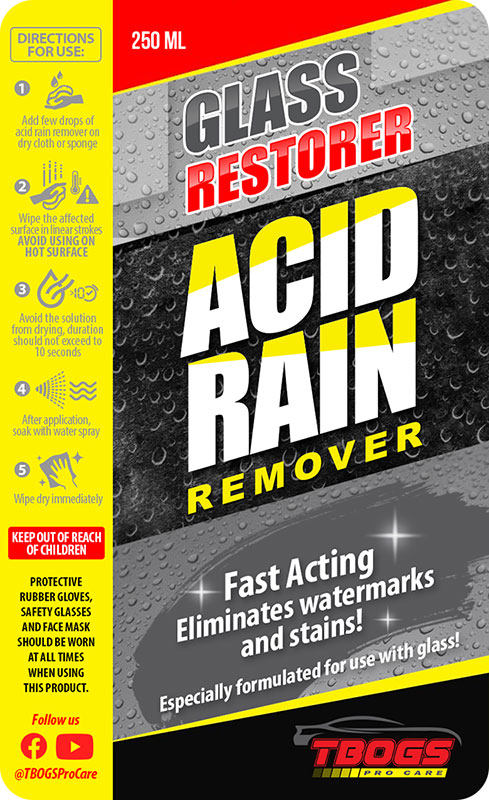 DIRECTIONS
FOR USE:
1
Add few drops of
acid rain remover on
dry cloth or sponge
2
Wipe the affected
surface in linear strokes
AVOID USING ON
HOT SURFACE
3
>10
Avoid the solution
from drying, duration
should not exceed to
10 seconds
4
After application,
soak with water spray
5
Wipe dry immediately
KEEP OUT OF REACH
OF CHILDREN
PROTECTIVE
RUBBER GLOVES,
SAFETY GLASSES
AND FACE MASK
SHOULD BE WORN
AT ALL TIMES
WHEN USING
THIS PRODUCT.
Follow us
@TBOGSProCare
250 ML
GLASS
RESTORER
ACID
RAIN
REMOVER
Fast Acting
Eliminates watermarks
and stains!
Especially formulated for use with glass!
TBOGS
PRO CARE